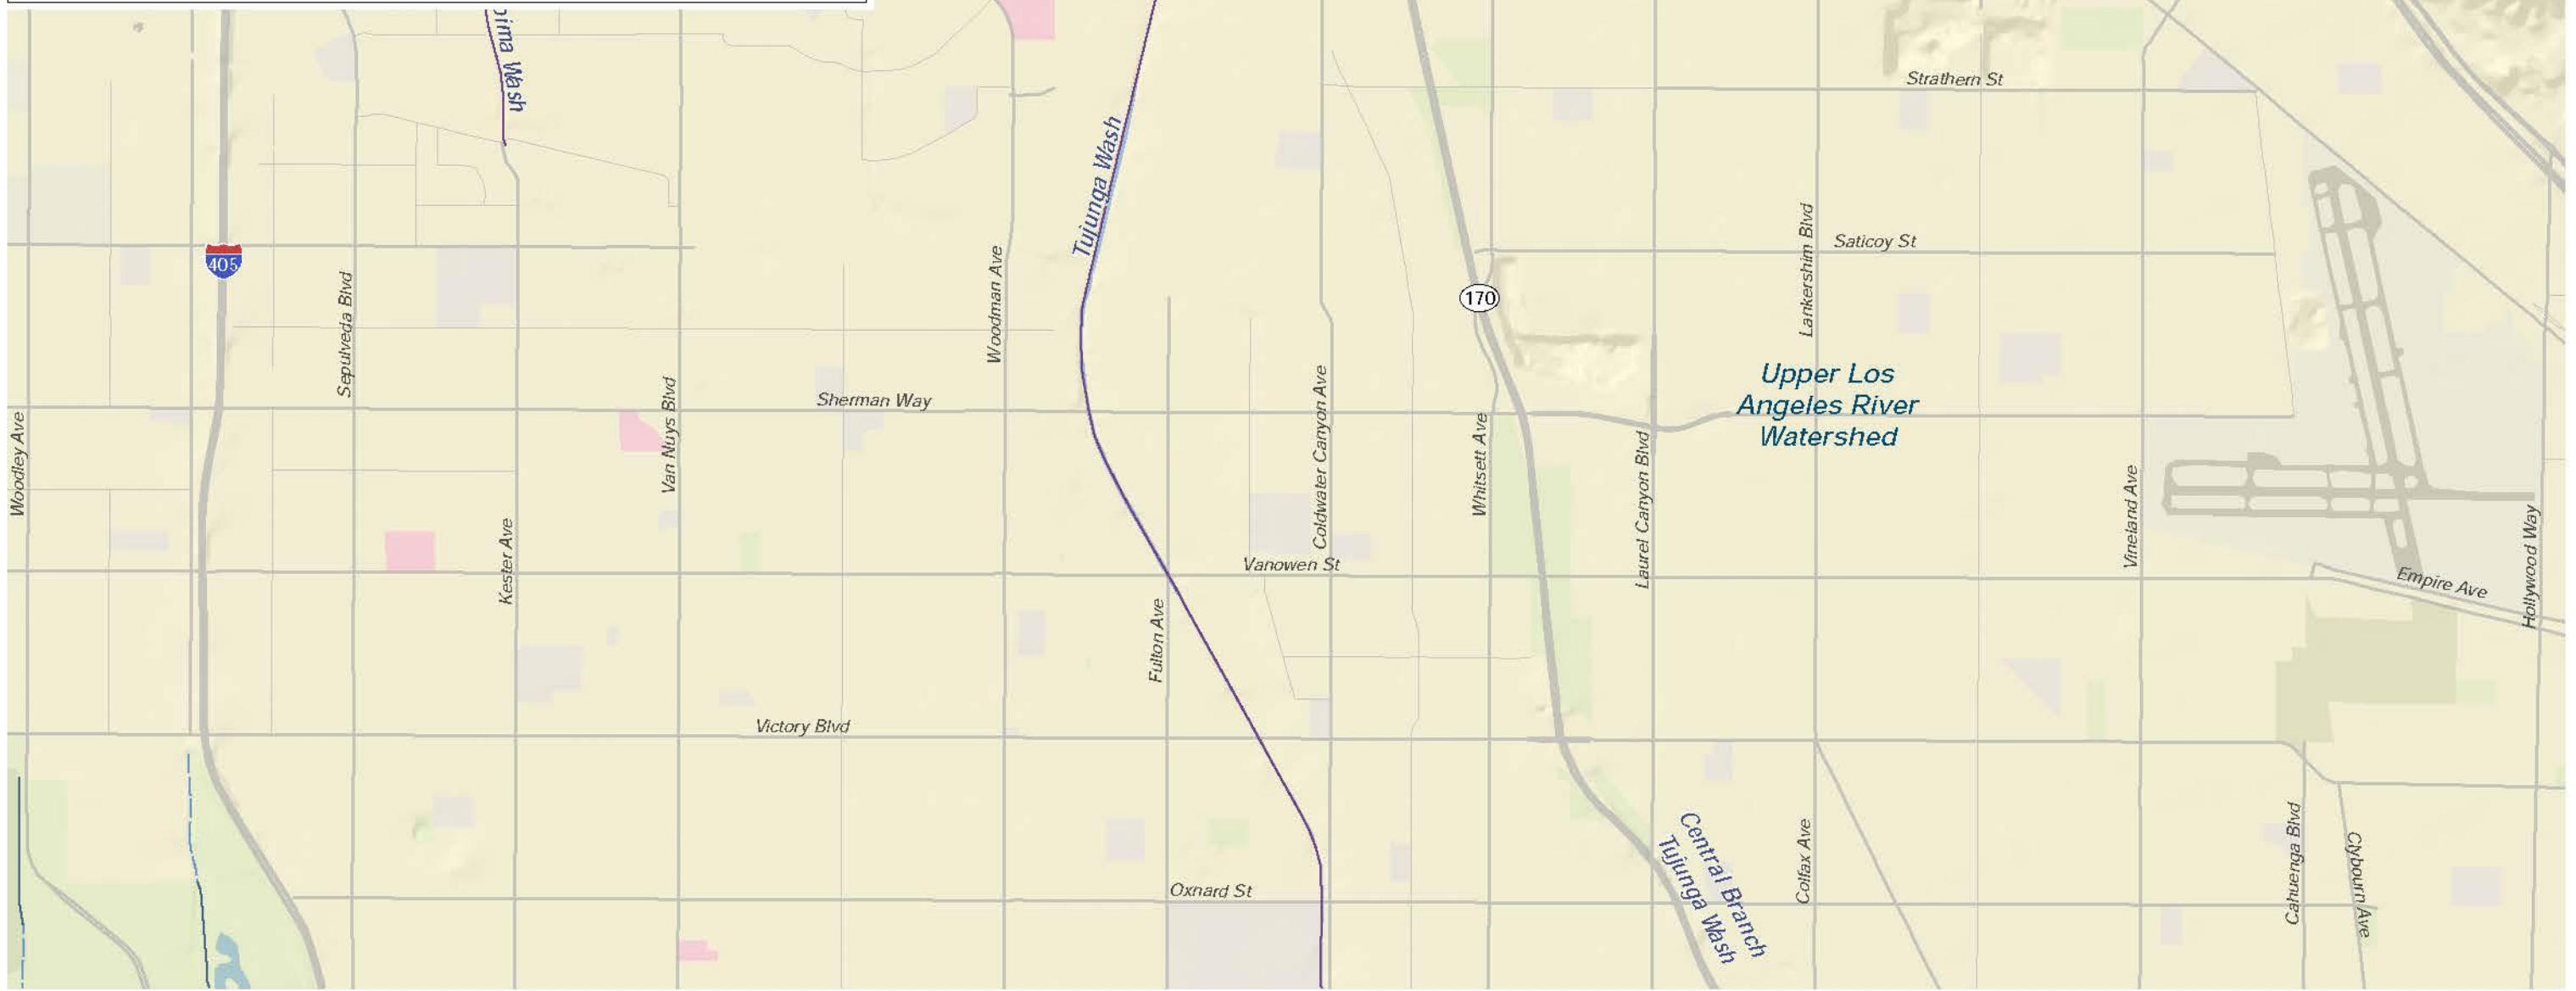 oima Wash
Strathern St
Tujunga Wash
Lankershim Blvd
Saticoy St
405
Sepulveda Blvd
Woodman Ave
170
Upper Los
Angeles River
Watershed
Sherman Way
Van Nuys Blvd
Coldwater Canyon Ave
Woodley Ave
Whitsett Ave
Laurel Canyon Blvd
Vineland Ave
Kester Ave
Vanowen St
Empire Ave
Hollywood Way
Fulton Ave
Victory Blvd
Central Branch
Tujunga Wash
Colfax Ave
Cahuenga Blvd
Clybourn Ave
Oxnard St